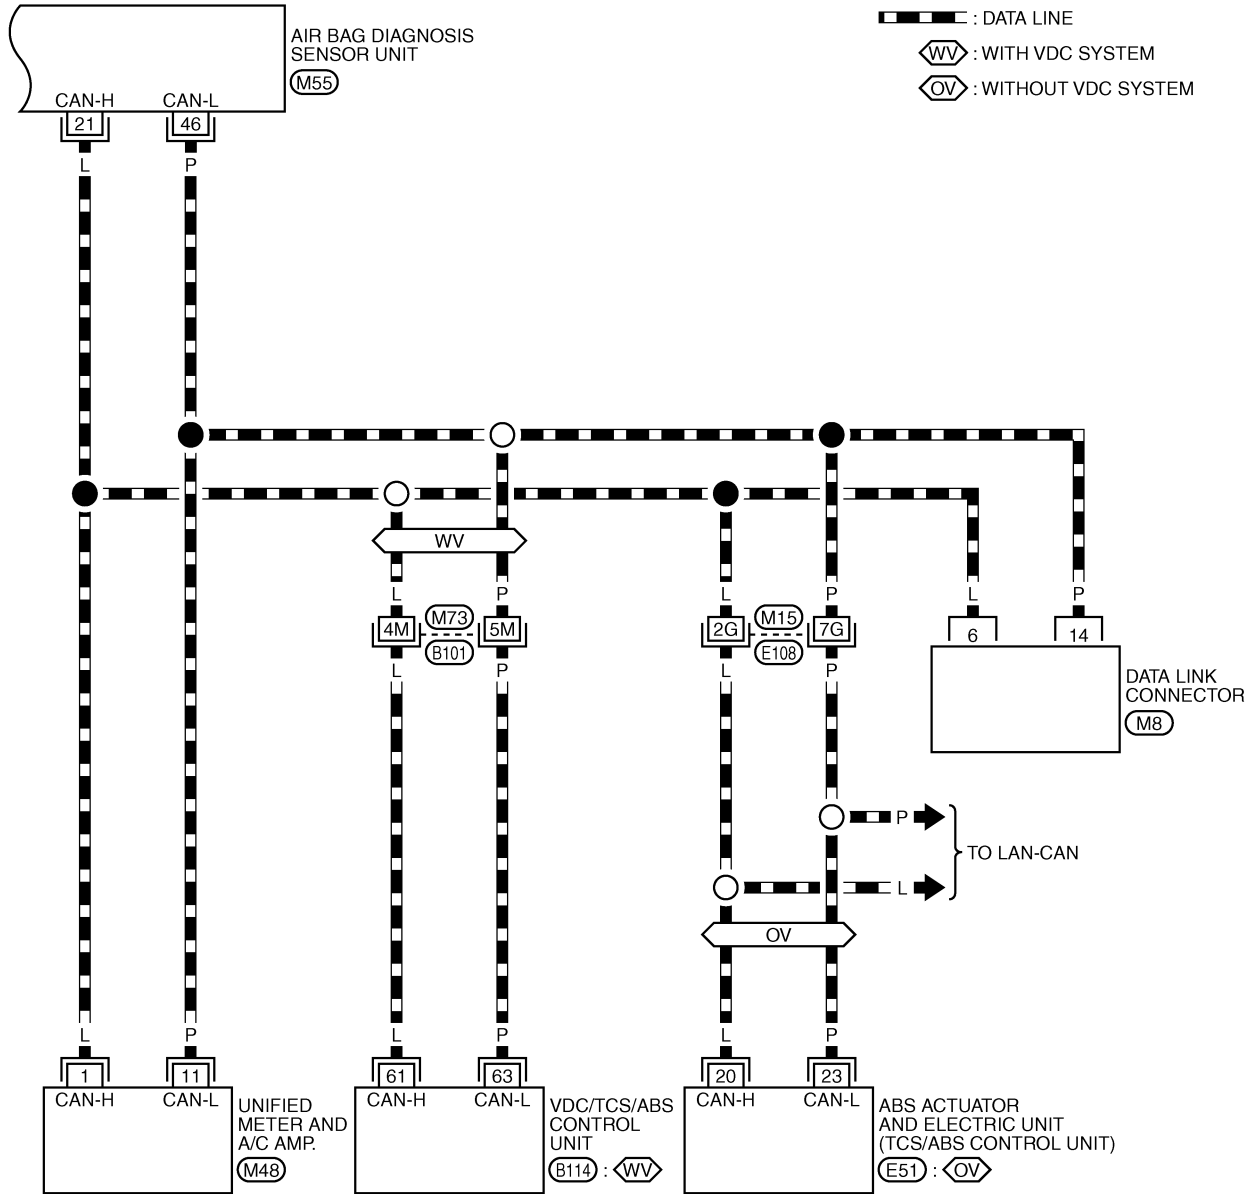 AIR BAG DIAGNOSIS
SENSOR UNIT
M55
: DATA LINE
WV : WITH VDC SYSTEM
OV : WITHOUT VDC SYSTEM
CAN-H CAN-L
21 46
L P
WV
L P L P L P
4M M73 5M 2G M15 7G 6 14
B101 E108
L P L P
DATA LINK
CONNECTOR
M8
P
TO LAN-CAN
L
OV
L P L P L P
1 11 61 63 20 23
CAN-H CAN-L CAN-H CAN-L CAN-H CAN-L
UNIFIED
METER AND
A/C AMP.
M48
VDC/TCS/ABS
CONTROL
UNIT
B114 : WV
ABS ACTUATOR
AND ELECTRIC UNIT
(TCS/ABS CONTROL UNIT)
E51 : OV